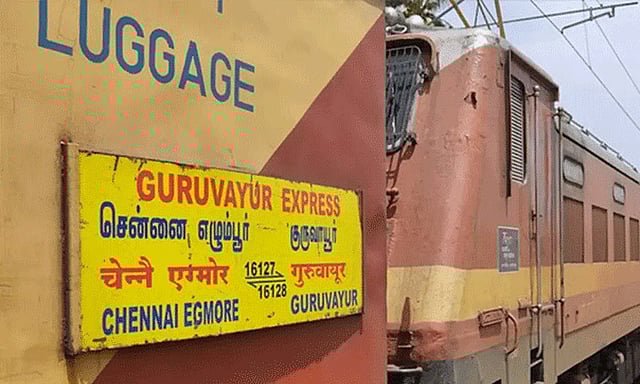 LUGGAGE
GURUVAYUR EXPRESS
சென்னை எழும்பூர் குருவாயூர்
चेन्नै एग्मोर 16127 गुरुवायूर
16128
CHENNAI EGMORE GURUVAYUR